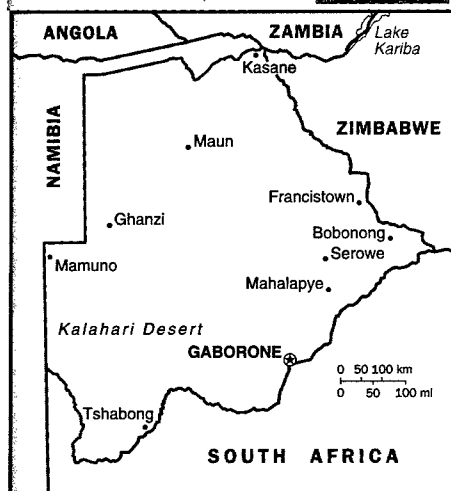 ANGOLA
ZAMBIA
Lake
Kariba
Kasane
NAMIBIA
ZIMBABWE
Maun
Francistown
Ghanzi
Bobonong
Serowe
Mamuno
Mahalapye
Kalahari Desert
GABORONE
0 50 100 km
0 50 100 mi
Tshabong
SOUTH AFRICA